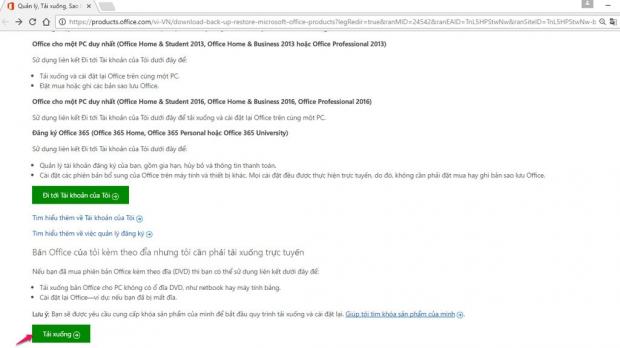 Quản lý, Tải xuống, Sao l
https://products.office.com/vi-VN/download-back-up-restore-microsoft-office-products?legRedir=true&ranMID=24542&ranEAID=TnL5HPStwNw&ranSiteID=TnL5HPStwNw-b
Office cho một PC duy nhất (Office Home & Student 2013, Office Home & Business 2013 hoặc Office Professional 2013)
Sử dụng liên kết Đi tới Tài khoản của Tôi dưới đây để:
Tải xuống và cài đặt lại Office trên cùng một PC.
Đặt mua hoặc ghi các bản sao lưu Office.
Office cho một PC duy nhất (Office Home & Student 2016, Office Home & Business 2016, Office Professional 2016)
Sử dụng liên kết Đi tới Tài khoản của Tôi dưới đây để tải xuống và cài đặt lại Office trên cùng một PC.
Đăng ký Office 365 (Office 365 Home, Office 365 Personal hoặc Office 365 University)
Sử dụng liên kết Đi tới Tài khoản của Tôi dưới đây để:
Quản lý tài khoản đăng ký của bạn, gồm gia hạn, hủy bỏ và thông tin thanh toán.
Cài đặt các phiên bản bổ sung của Office trên máy tính và thiết bị khác. Mọi cài đặt đều được thực hiện trực tuyến, do đó, không cần phải đặt mua hay ghi bản sao lưu Office.
Đi tới Tài khoản của Tôi
Tìm hiểu thêm về Tài khoản của Tôi
Tìm hiểu thêm về việc quản lý đăng ký
Bản Office của tôi kèm theo đĩa nhưng tôi cần phải tải xuống trực tuyến
Nếu bạn đã mua phiên bản Office kèm theo đĩa (DVD) thì bạn có thể sử dụng liên kết dưới đây để:
Tải xuống bản Office cho PC không có ổ đĩa DVD, như netbook hay máy tính bảng.
Cài đặt lại Office—ví dụ: nếu bạn đã bị mất đĩa.
Lưu ý: Bạn sẽ được yêu cầu cung cấp khóa sản phẩm của mình để bắt đầu quy trình tải xuống và cài đặt lại. Giúp tôi tìm khóa sản phẩm của mình
Tải xuống